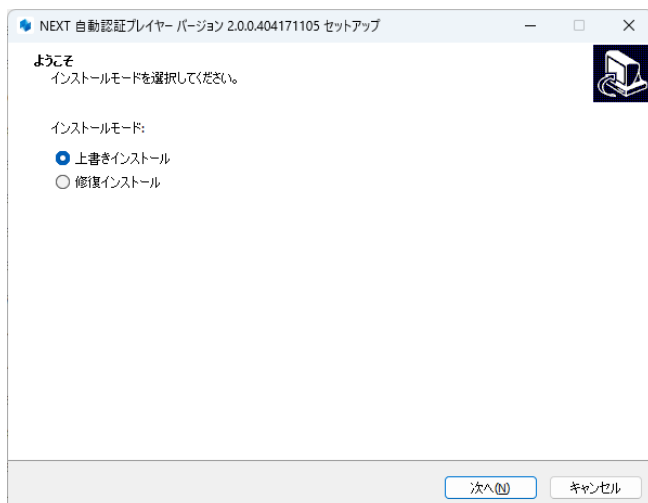 NEXT 自動認証プレイヤー バージョン 2.0.0.404171105 セットアップ
ようこそ
インストールモードを選択してください。
インストールモード:
上書きインストール
修復インストール
次へ(N)
キャンセル